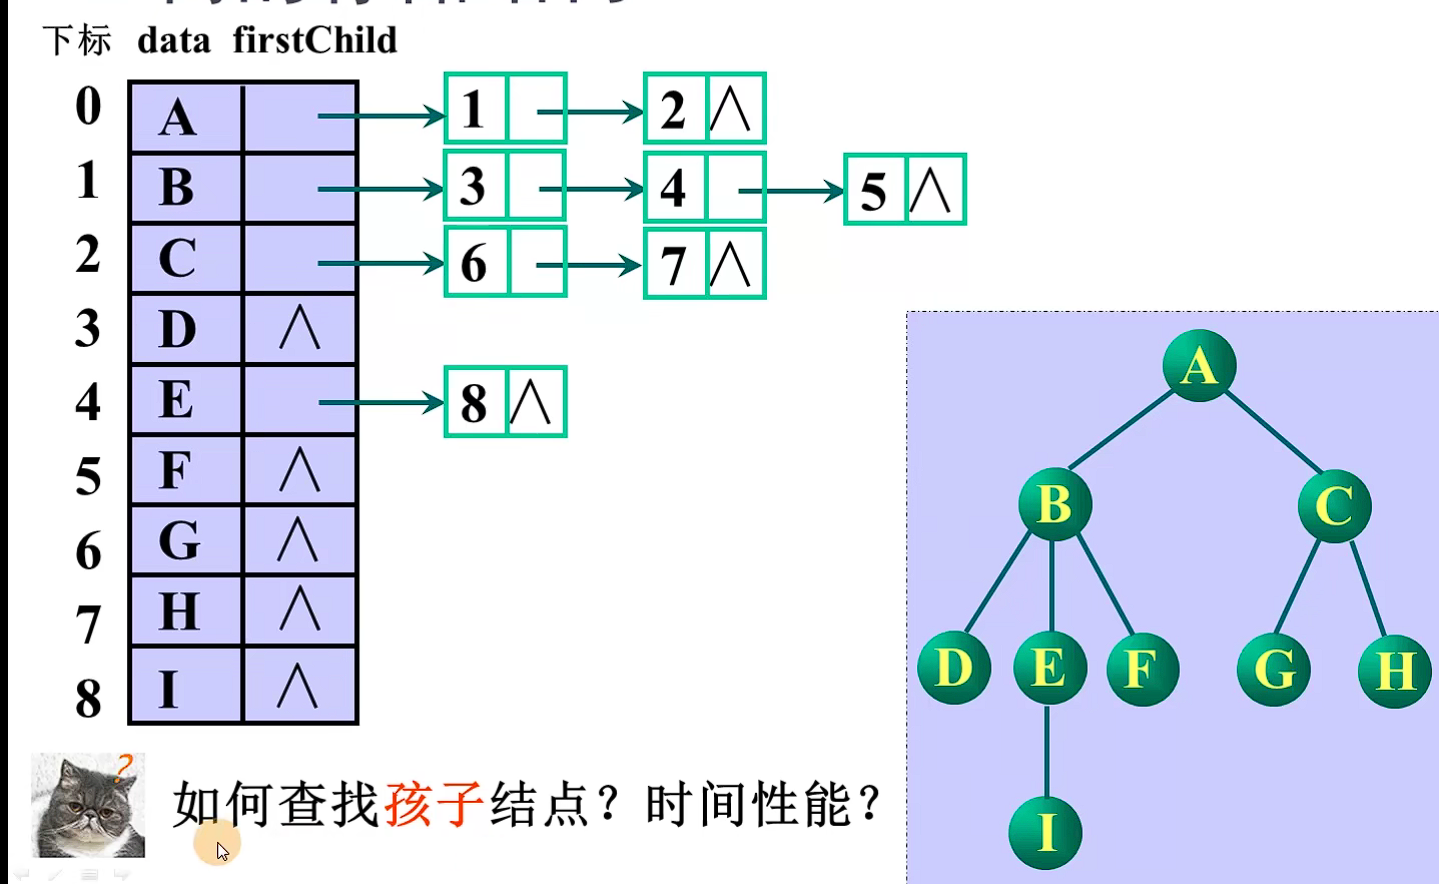 下标 data firstChild
0 A 1 2 ∧
1 B 3 4 5 ∧
2 C 6 7 ∧
3 D ∧
4 E 8 ∧
5 F ∧
6 G ∧
7 H ∧
8 I ∧
A
B C
D E F G H
I
?
如何查找孩子结点？时间性能？